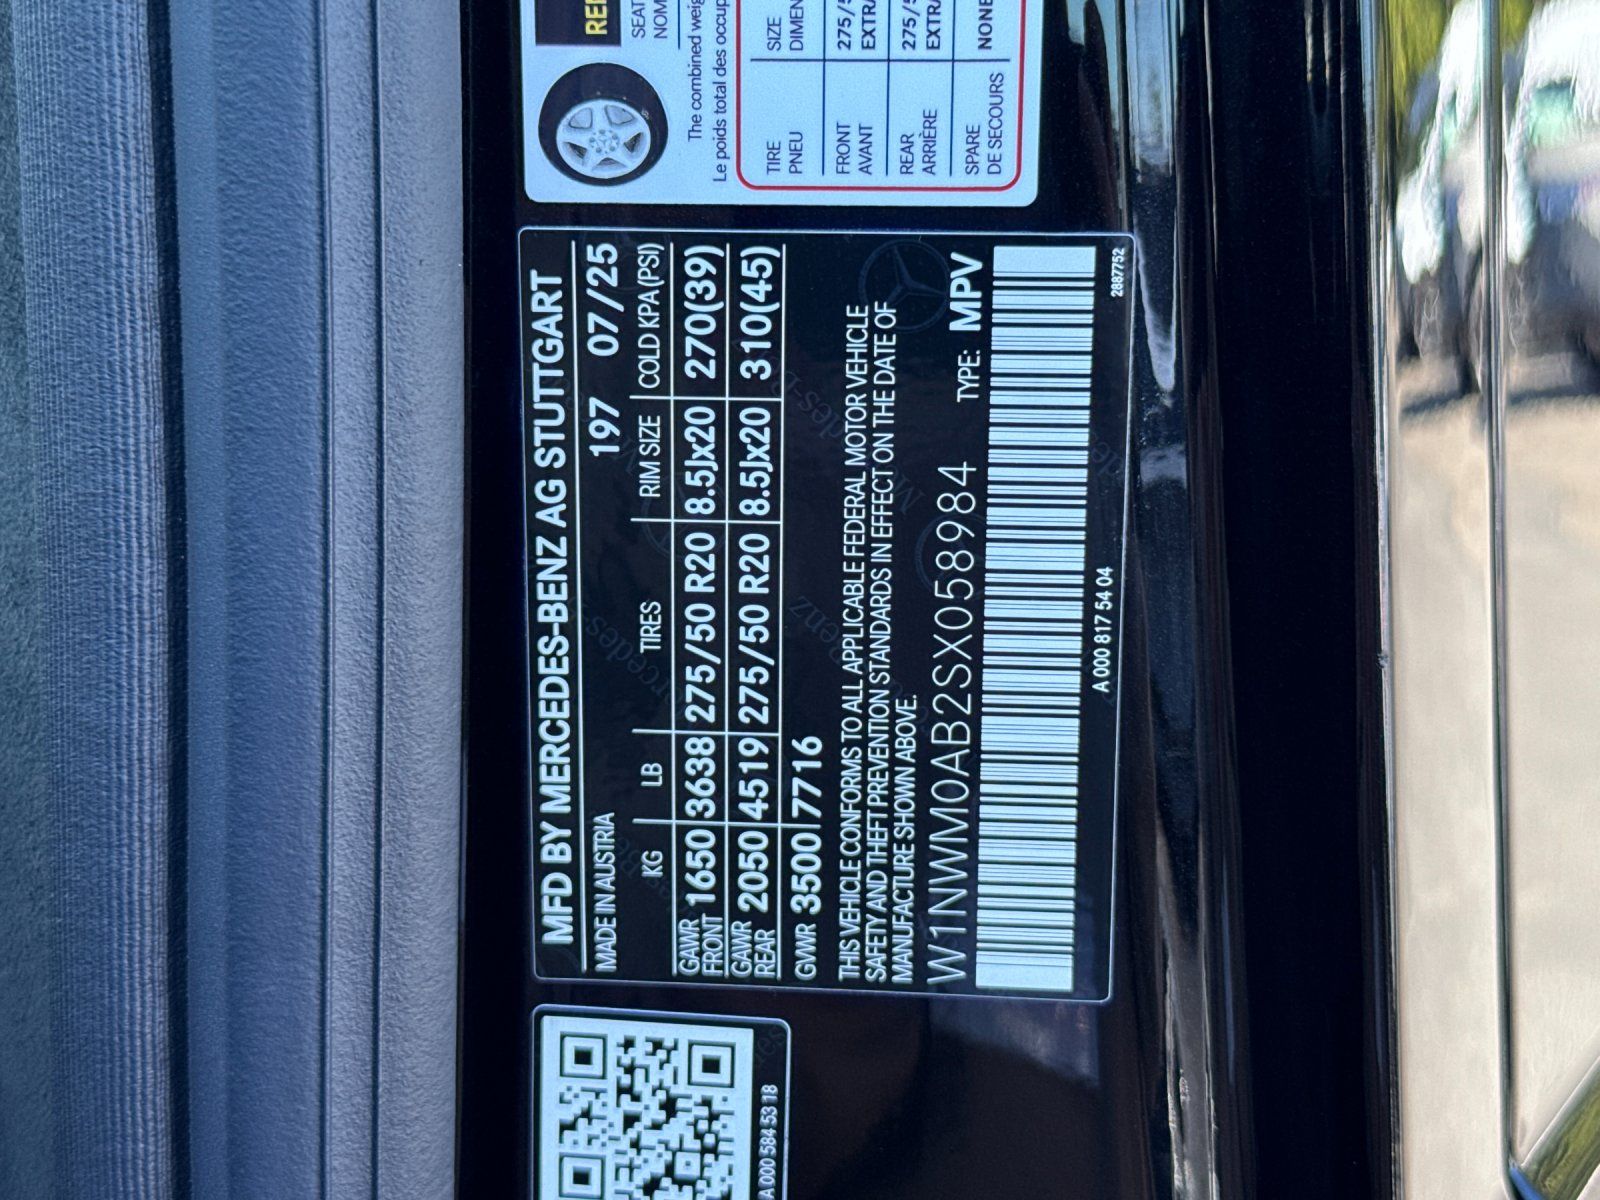 MFD BY MERCEDES-BENZ AG STUTTGART
MADE IN AUSTRIA 197 07/25
KG LB TIRES RIM SIZE COLD KPA(PSI)
GAWR FRONT 1650 3638 275/50 R20 8.5Jx20 270(39)
GAWR REAR 2050 4519 275/50 R20 8.5Jx20 310(45)
GVWR 3500 7716
THIS VEHICLE CONFORMS TO ALL APPLICABLE FEDERAL MOTOR VEHICLE
SAFETY AND THEFT PREVENTION STANDARDS IN EFFECT ON THE DATE OF
MANUFACTURE SHOWN ABOVE.
W1NWM0AB2SX058984 TYPE: MPV
A 000 817 54 04
2887752
A 000 584 53 18
The combined
Le poids total des
TIRE SIZE
PNEU
FRONT
AVANT
REAR
ARRIÈRE
SPARE NONE
DE SECOURS